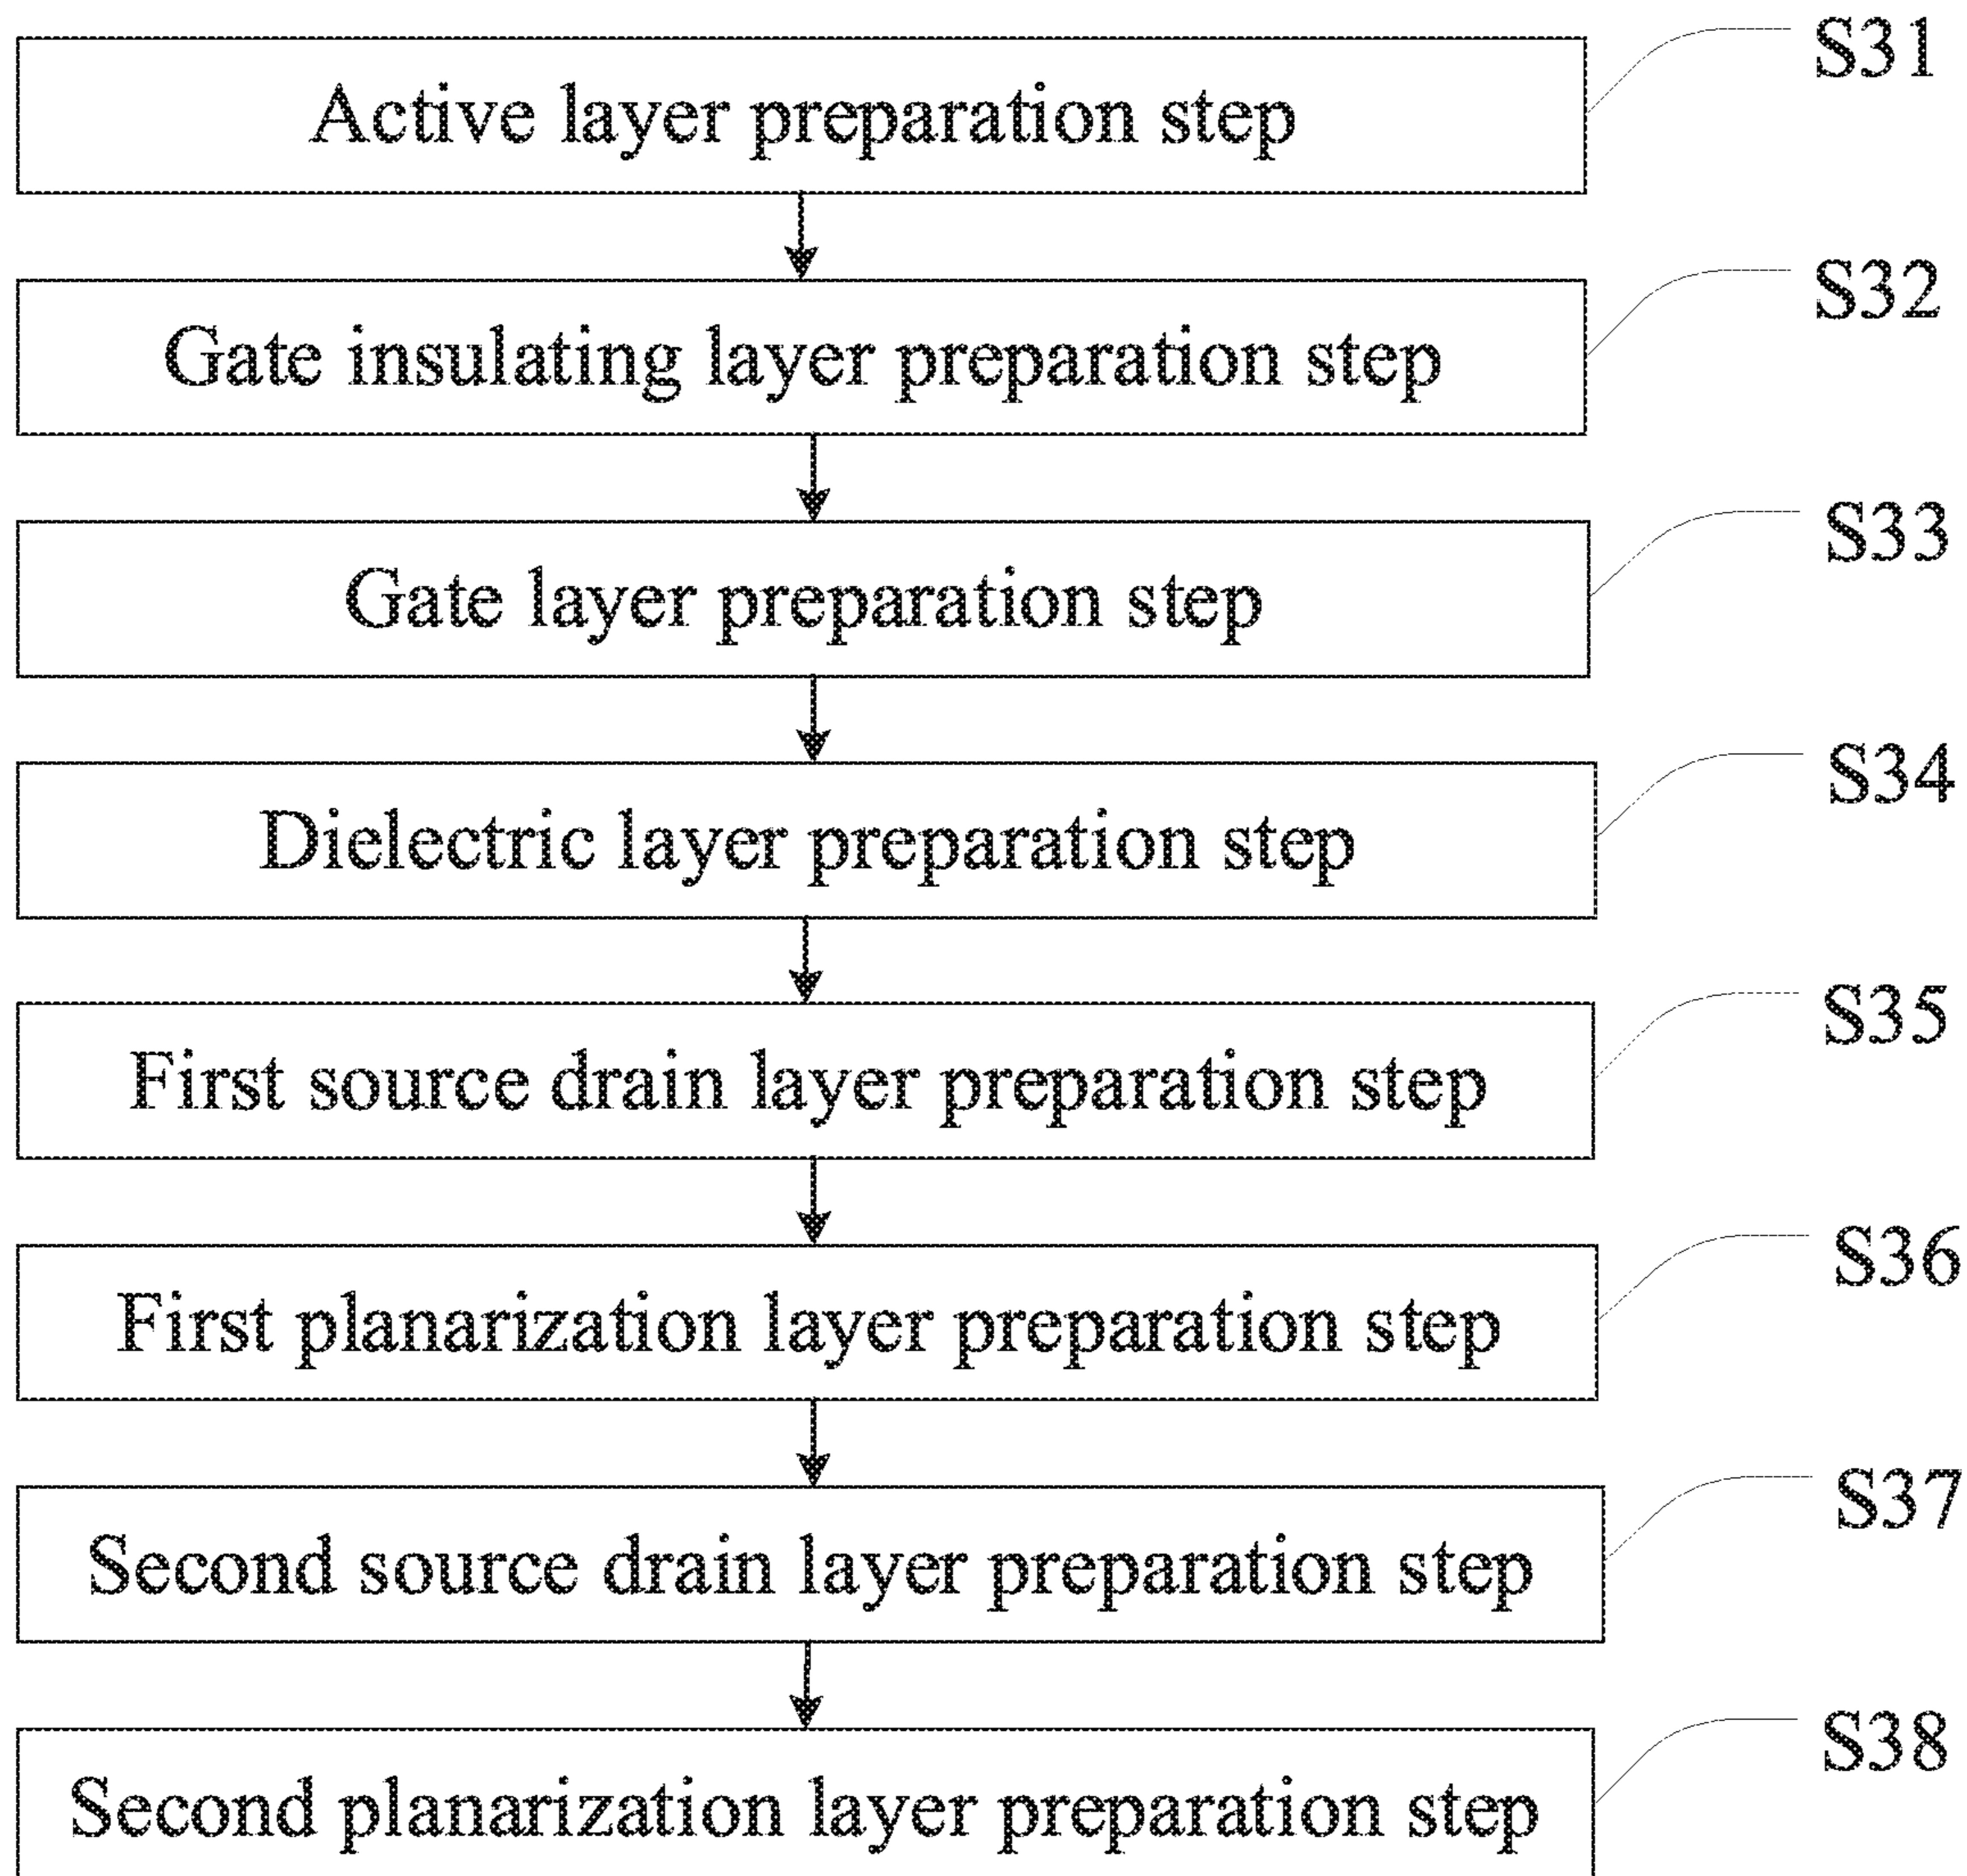 S31
Active layer preparation step
S32
Gate insulating layer preparation step
S33
Gate layer preparation step
S34
Dielectric layer preparation step
S35
First source drain layer preparation step
S36
First planarization layer preparation step
S37
Second source drain layer preparation step
S38
Second planarization layer preparation step